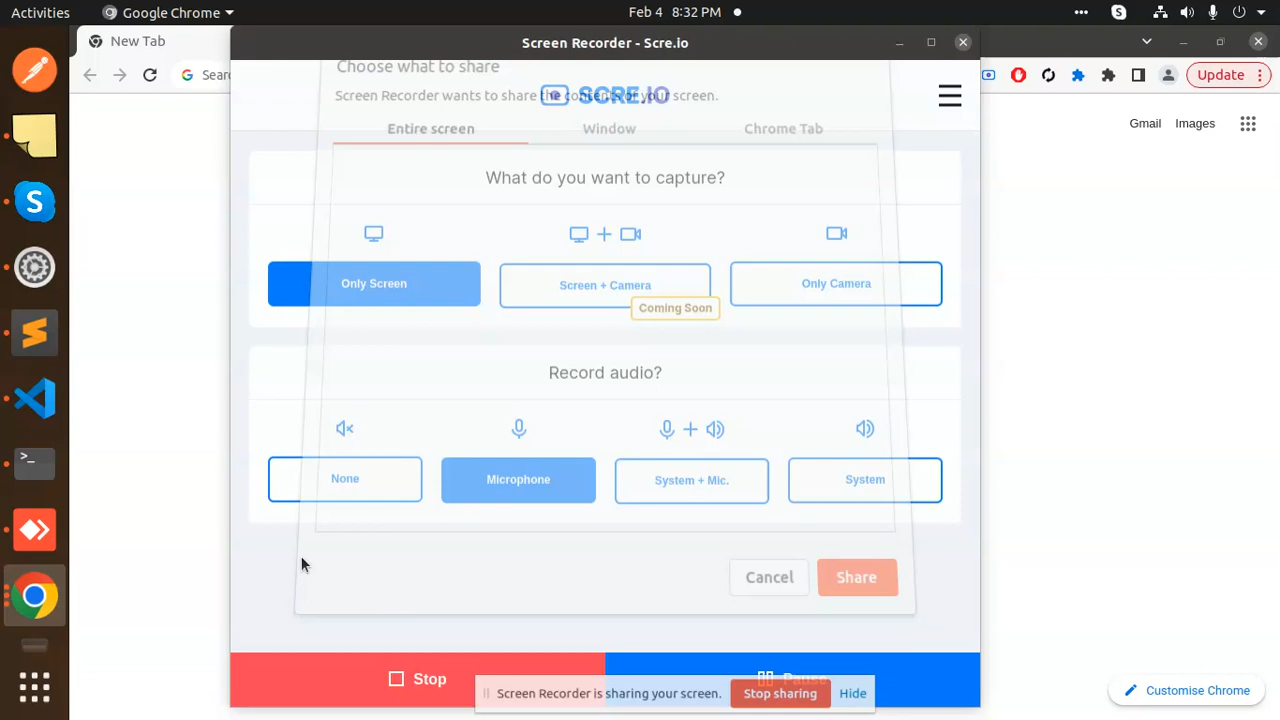 Activities
Google Chrome
Feb 4 8:32 PM
New Tab
Screen Recorder - Scre.io
Sear
Update
Choose what to share
SCRE.IO
Screen Recorder wants to share the contents of your screen.
Gmail
Images
Entire screen
Window
Chrome Tab
What do you want to capture?
Only Screen
Screen + Camera
Only Camera
Coming Soon
Record audio?
None
Microphone
System + Mic.
System
Cancel
Share
Stop
Pause
Screen Recorder is sharing your screen.
Stop sharing
Hide
Customise Chrome